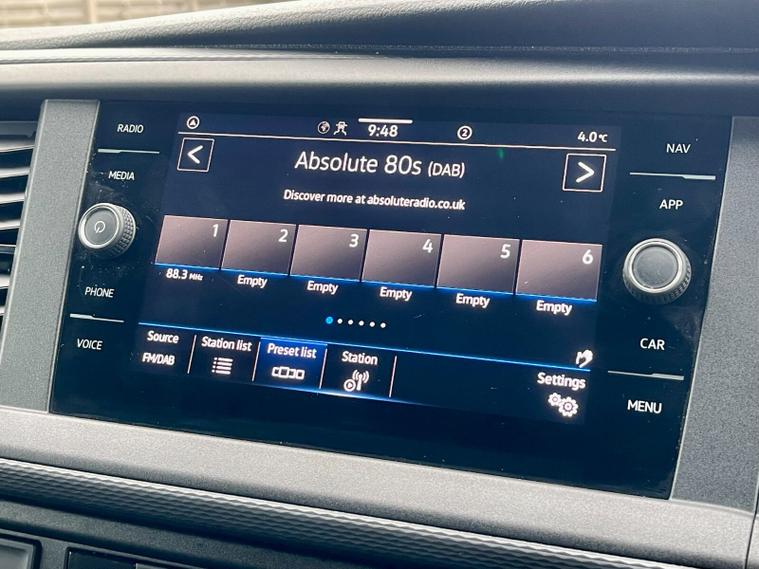 RADIO
MEDIA
PHONE
VOICE
9:48
2
4.0°C
Absolute 80s (DAB)
Discover more at absoluteradio.co.uk
1 2 3 4 5 6
88.3 MHz Empty Empty Empty Empty Empty
Source Station list Preset list Station
FM/DAB
Settings
NAV
APP
CAR
MENU